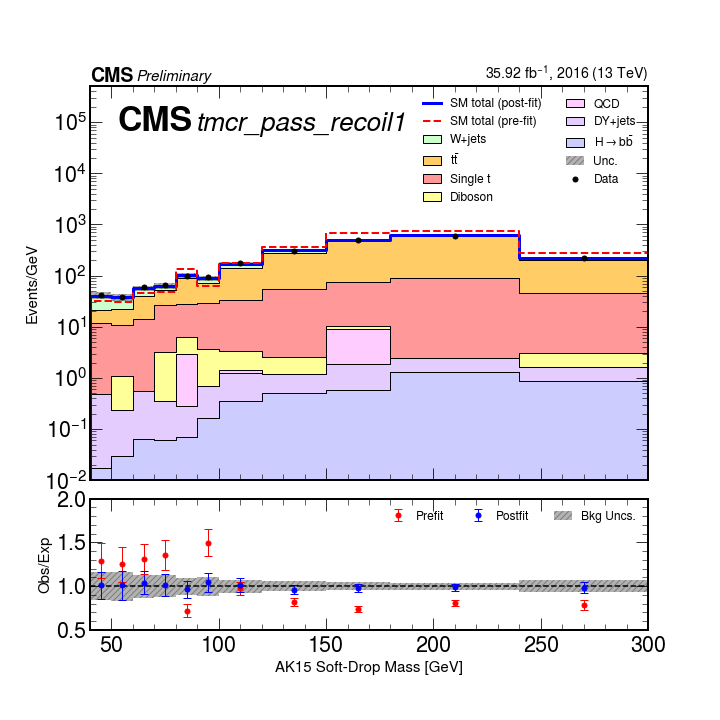 CMS Preliminary 35.92 fb⁻¹, 2016 (13 TeV)
CMS tmcr_pass_recoil1
SM total (post-fit)
SM total (pre-fit)
W+jets
tt̄
Single t
Diboson
QCD
DY+jets
H→bb̄
Unc.
Data
Events/GeV
10⁵
10⁴
10³
10²
10¹
10⁰
10⁻¹
10⁻²
Prefit Postfit Bkg Uncs.
Obs/Exp
2.0
1.5
1.0
0.5
50 100 150 200 250 300
AK15 Soft-Drop Mass [GeV]